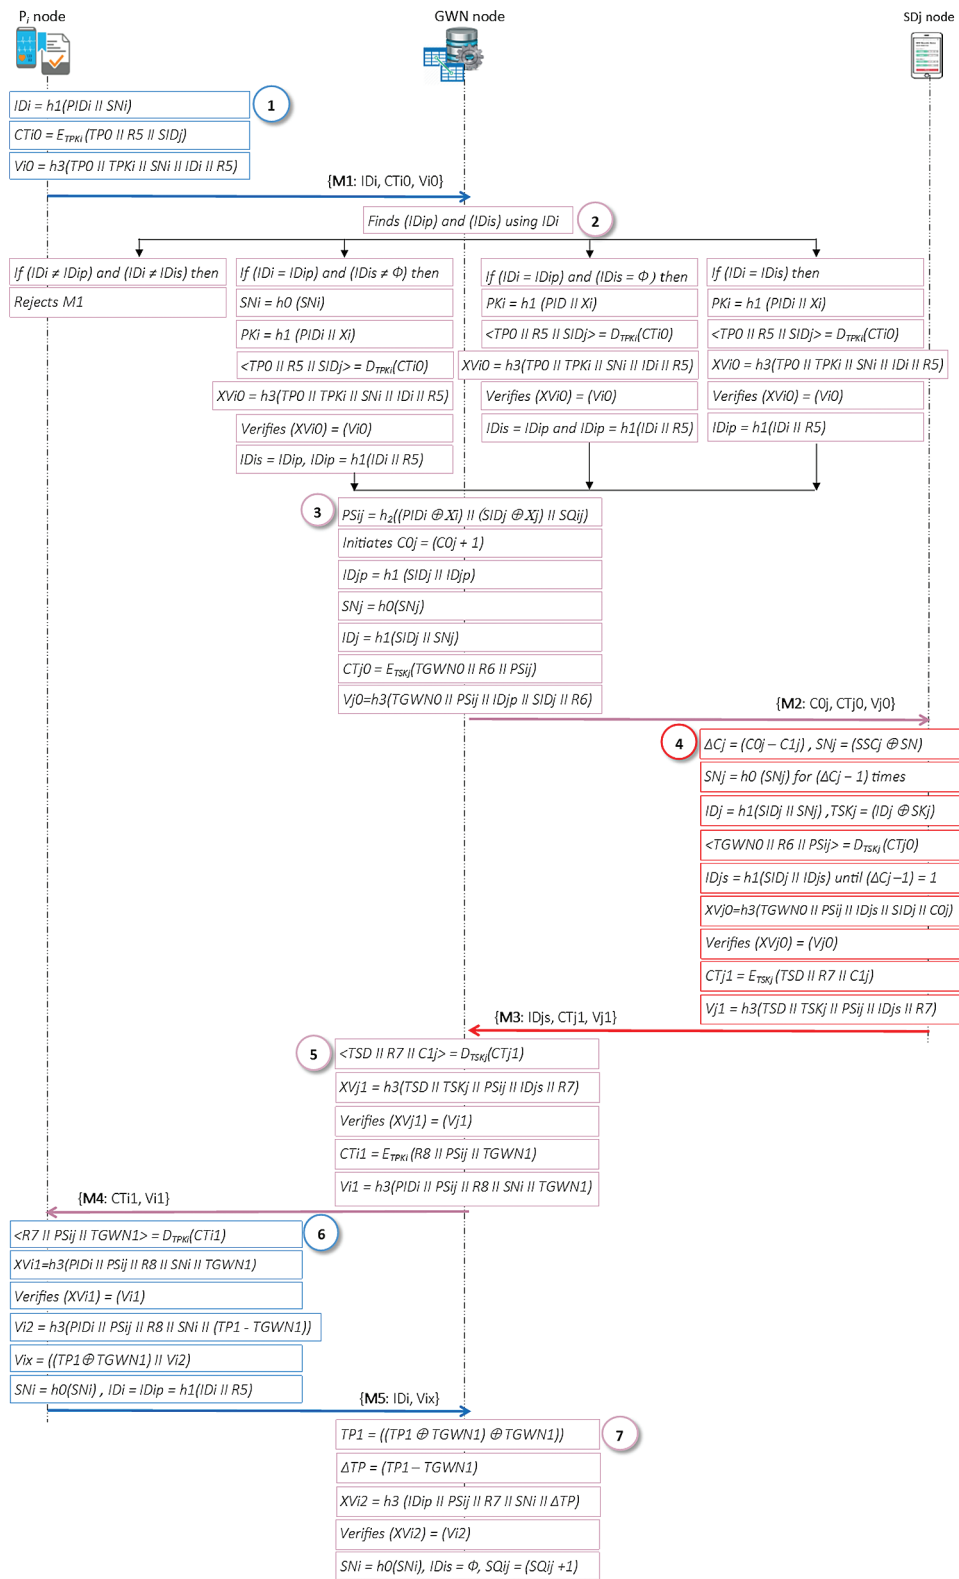 Pi node
GWN node
SDj node
IDi = h1(PIDi II SNi)
1
CTi0 = ETPKi (TP0 II R5 II SIDj)
Vi0 = h3(TP0 II TPKi II SNi II IDi II R5)
{M1: IDi, CTi0, Vi0}
Finds (IDip) and (IDis) using IDi
2
If (IDi ≠ IDip) and (IDi ≠ IDis) then
Rejects M1
If (IDi = IDip) and (IDis ≠ Φ) then
SNi = h0 (SNi)
PKi = h1 (PIDi II Xi)
<TP0 II R5 II SIDj> = DTPKi(CTi0)
XVi0 = h3(TP0 II TPKi II SNi II IDi II R5)
Verifies (XVi0) = (Vi0)
IDis = IDip, IDip = h1(IDi II R5)
If (IDi = IDip) and (IDis = Φ ) then
PKi = h1 (PID II Xi)
<TP0 II R5 II SIDj> = DTPKi(CTi0)
XVi0 = h3(TP0 II TPKi II SNi II IDi II R5)
Verifies (XVi0) = (Vi0)
IDis = IDip and IDip = h1(IDi II R5)
If (IDi = IDis) then
PKi = h1 (PIDi II Xi)
<TP0 II R5 II SIDj> = DTPKi(CTi0)
XVi0 = h3(TP0 II TPKi II SNi II IDi II R5)
Verifies (XVi0) = (Vi0)
IDip = h1(IDi II R5)
3
PSij = h2((PIDi ⊕ Xi) II (SIDj ⊕ Xj) II SQij)
Initiates C0j = (C0j + 1)
IDjp = h1 (SIDj II IDjp)
SNj = h0(SNj)
IDj = h1(SIDj II SNj)
CTj0 = ETSKj(TGWN0 II R6 II PSij)
Vj0=h3(TGWN0 II PSij II IDjp II SIDj II R6)
{M2: C0j, CTj0, Vj0}
4
ΔCj = (C0j – C1j) , SNj = (SSCj ⊕ SN)
SNj = h0 (SNj) for (ΔCj – 1) times
IDj = h1(SIDj II SNj) ,TSKj = (IDj ⊕ SKj)
<TGWN0 II R6 II PSij> = DTSKj (CTj0)
IDjs = h1(SIDj II IDjs) until (ΔCj –1) = 1
XVj0=h3(TGWN0 II PSij II IDjs II SIDj II C0j)
Verifies (XVj0) = (Vj0)
CTj1 = ETSKj (TSD II R7 II C1j)
Vj1 = h3(TSD II TSKj II PSij II IDjs II R7)
{M3: IDjs, CTj1, Vj1}
5
<TSD II R7 II C1j> = DTSKj(CTj1)
XVj1 = h3(TSD II TSKj II PSij II IDjs II R7)
Verifies (XVj1) = (Vj1)
CTi1 = ETPKi (R8 II PSij II TGWN1)
Vi1 = h3(PIDi II PSij II R8 II SNi II TGWN1)
{M4: CTi1, Vi1}
<R7 II PSij II TGWN1> = DTPKi(CTi1)
6
XVi1=h3(PIDi II PSij II R8 II SNi II TGWN1)
Verifies (XVi1) = (Vi1)
Vi2 = h3(PIDi II PSij II R8 II SNi II (TP1 - TGWN1))
Vix = ((TP1⊕ TGWN1) II Vi2)
SNi = h0(SNi) , IDi = IDip = h1(IDi II R5)
{M5: IDi, Vix}
TP1 = ((TP1 ⊕ TGWN1) ⊕ TGWN1))
7
ΔTP = (TP1 – TGWN1)
XVi2 = h3 (IDip II PSij II R7 II SNi II ΔTP)
Verifies (XVi2) = (Vi2)
SNi = h0(SNi), IDis = Φ, SQij = (SQij +1)